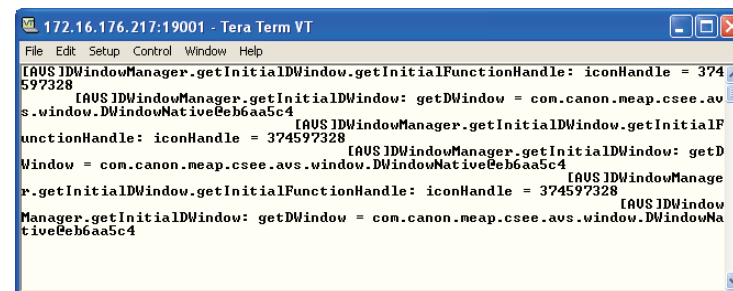 172.16.176.217:19001 - Tera Term VT
File Edit Setup Control Window Help
[AVS]DWindowManager.getInitialDWindow.getInitialFunctionHandle: iconHandle = 374
597328
[AVS]DWindowManager.getInitialDWindow: getDWindow = com.canon.meap.csee.av
s.window.DWindowNative@eb6aa5c4
[AVS]DWindowManager.getInitialDWindow.getInitialF
unctionHandle: iconHandle = 374597328
[AVS]DWindowManager.getInitialDWindow: getD
Window = com.canon.meap.csee.avs.window.DWindowNative@eb6aa5c4
[AVS]DWindowManage
r.getInitialDWindow.getInitialFunctionHandle: iconHandle = 374597328
[AVS]DWindow
Manager.getInitialDWindow: getDWindow = com.canon.meap.csee.avs.window.DWindowNa
tive@eb6aa5c4